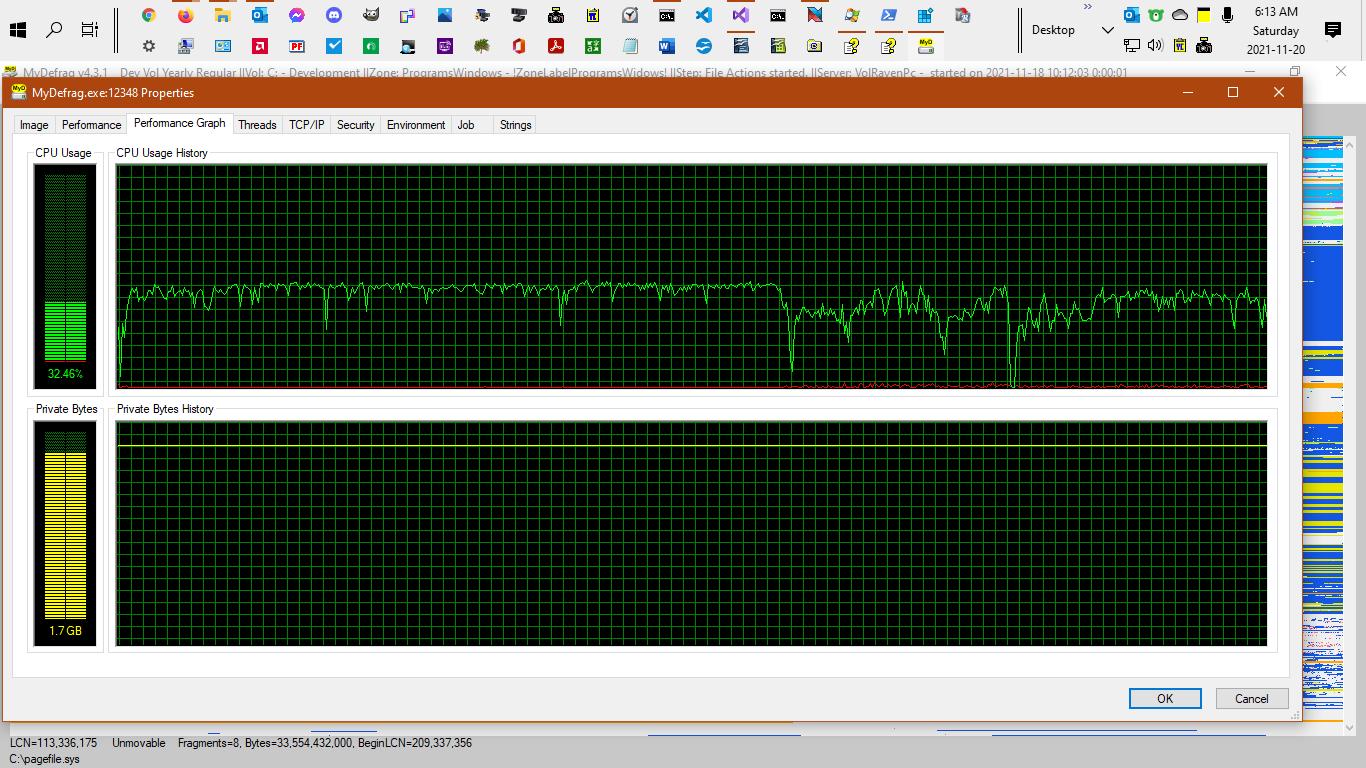 6:13 AM
Desktop
Saturday
2021-11-20
MyDefrag v4.3.1 Dev Vol Yearly Regular ||Vol: C: - Development ||Zone: ProgramsWindows - !ZoneLabelProgramsWidows! ||Step: File Actions started. ||Server: VolRavenPc - started on 2021-11-18 10:12:03 0:00:01
MyDefrag.exe:12348 Properties
Image Performance Performance Graph Threads TCP/IP Security Environment Job Strings
CPU Usage CPU Usage History
32.46%
Private Bytes Private Bytes History
1.7 GB
OK Cancel
LCN=113,336,175 Unmovable Fragments=8, Bytes=33,554,432,000, BeginLCN=209,337,356
C:\pagefile.sys